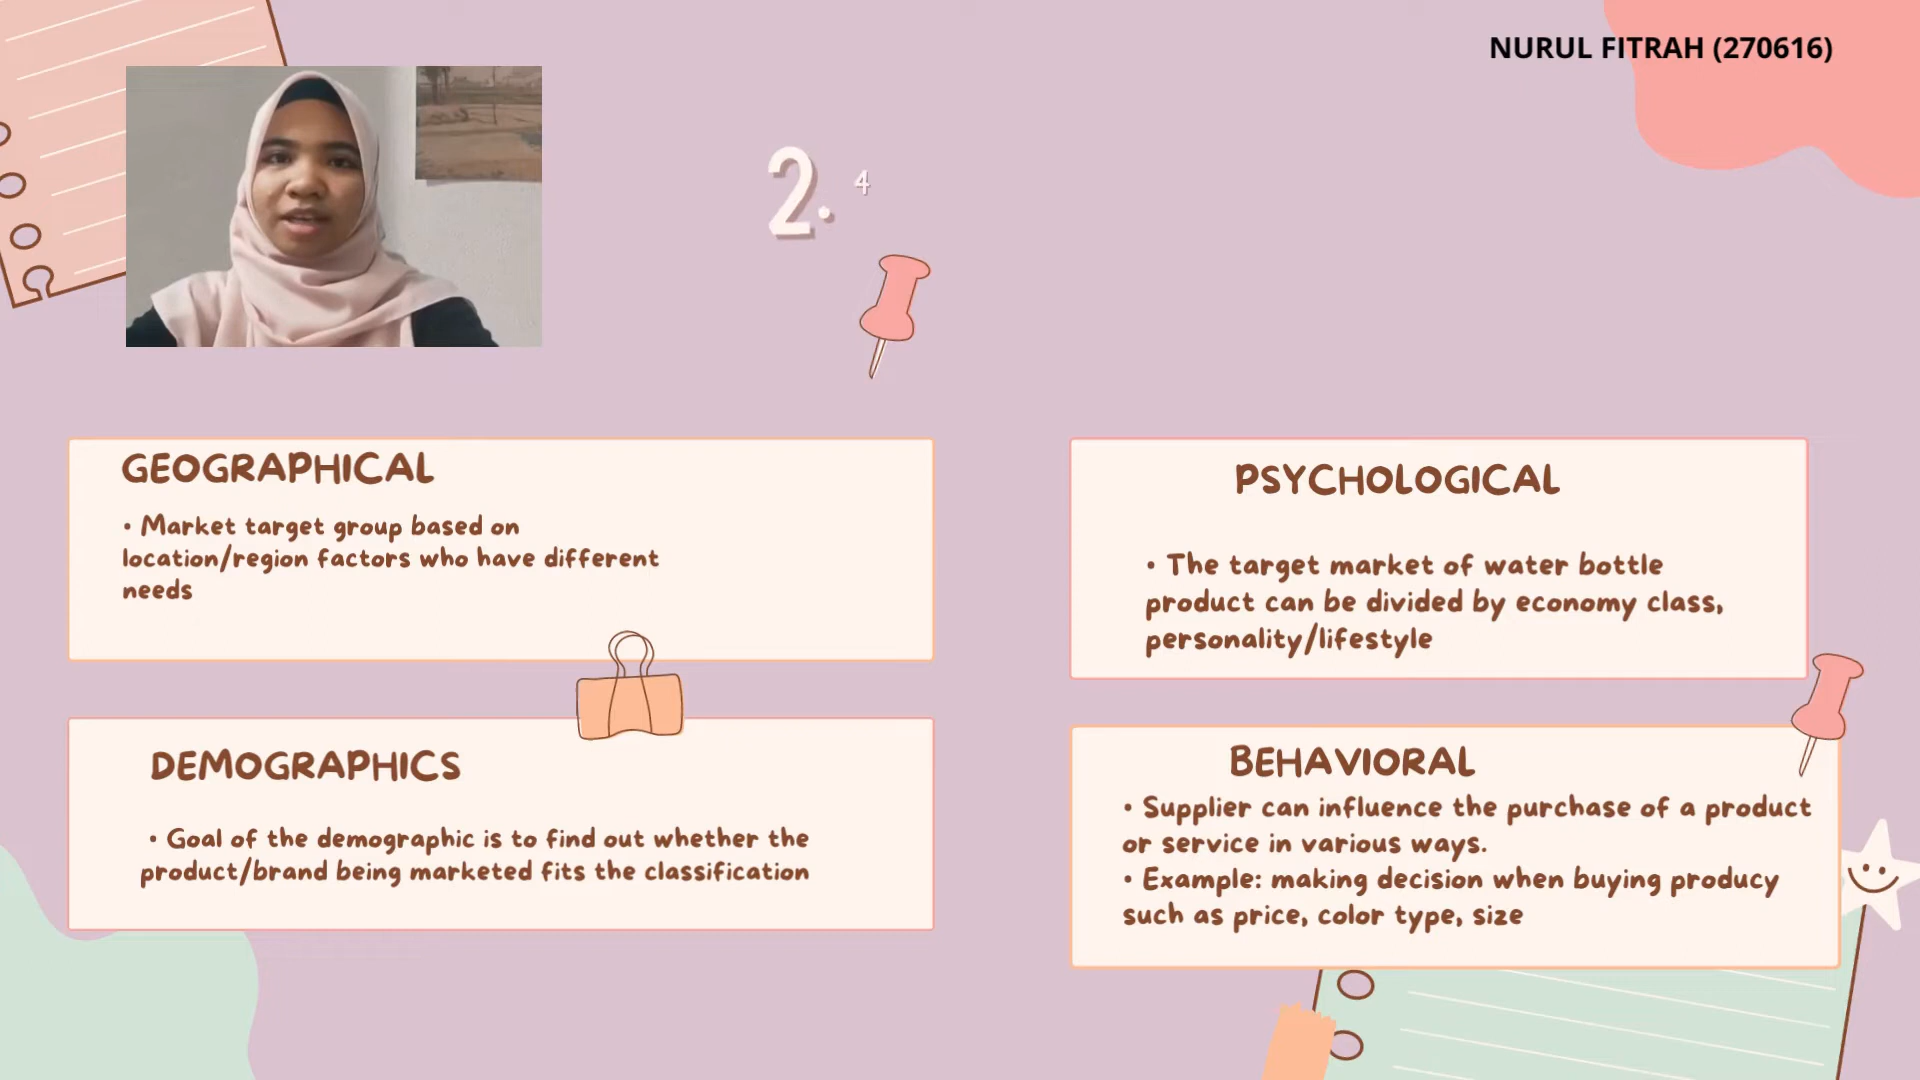 NURUL FITRAH (270616)
2. 4
GEOGRAPHICAL
• Market target group based on
location/region factors who have different
needs
DEMOGRAPHICS
• Goal of the demographic is to find out whether the
product/brand being marketed fits the classification
PSYCHOLOGICAL
• The target market of water bottle
product can be divided by economy class,
personality/lifestyle
BEHAVIORAL
• Supplier can influence the purchase of a product
or service in various ways.
• Example: making decision when buying producy
such as price, color type, size